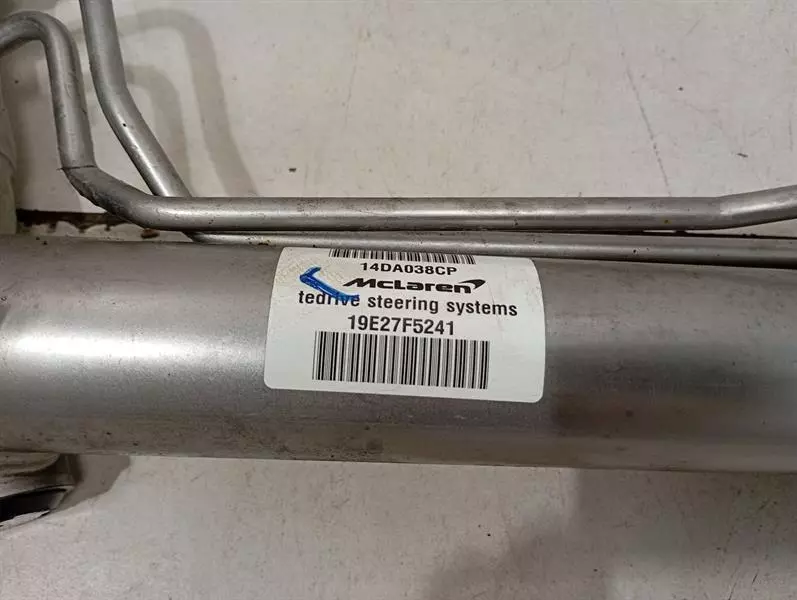 14DA038CP
McLaren
tedrive steering systems
19E27F5241